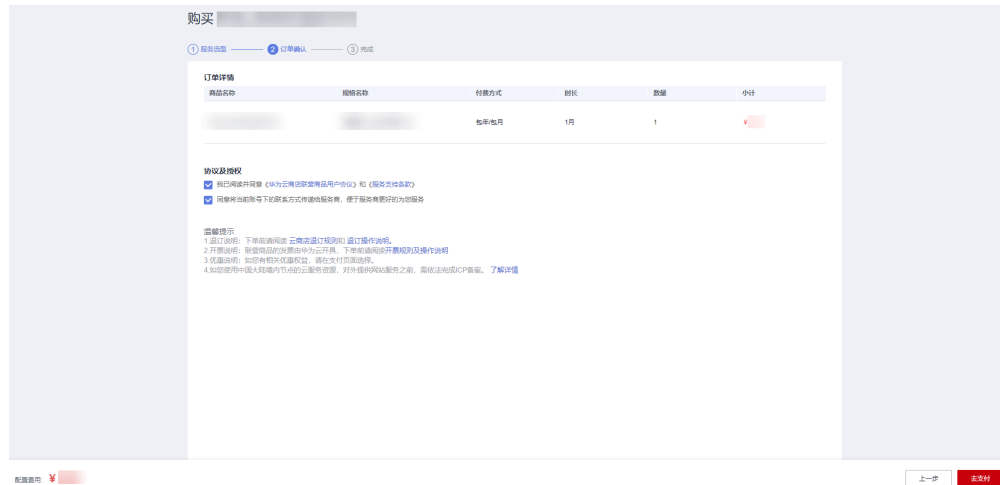 购买
1 服务选型 2 订单确认 3 完成
订单详情
商品名称 规格名称 付费方式 时长 数量 小计
包年/包月 1月 1 ¥
协议及授权
我已阅读并同意《华为云商店联营商品用户协议》和《服务支持条款》
同意将当前账号下的联系方式传递给服务商，便于服务商更好的为您服务
温馨提示
1.退订说明：下单前请阅读 云商店退订规则和 退订操作说明。
2.开票说明：联营商品的发票由华为云开具，下单前请阅读开票规则及操作说明
3.优惠说明：如您有相关优惠权益，请在支付页面选择。
4.如您使用中国大陆境内节点的云服务资源，对外提供网站服务之前，需依法完成ICP备案。 了解详情
配置费用 ¥
上一步 去支付